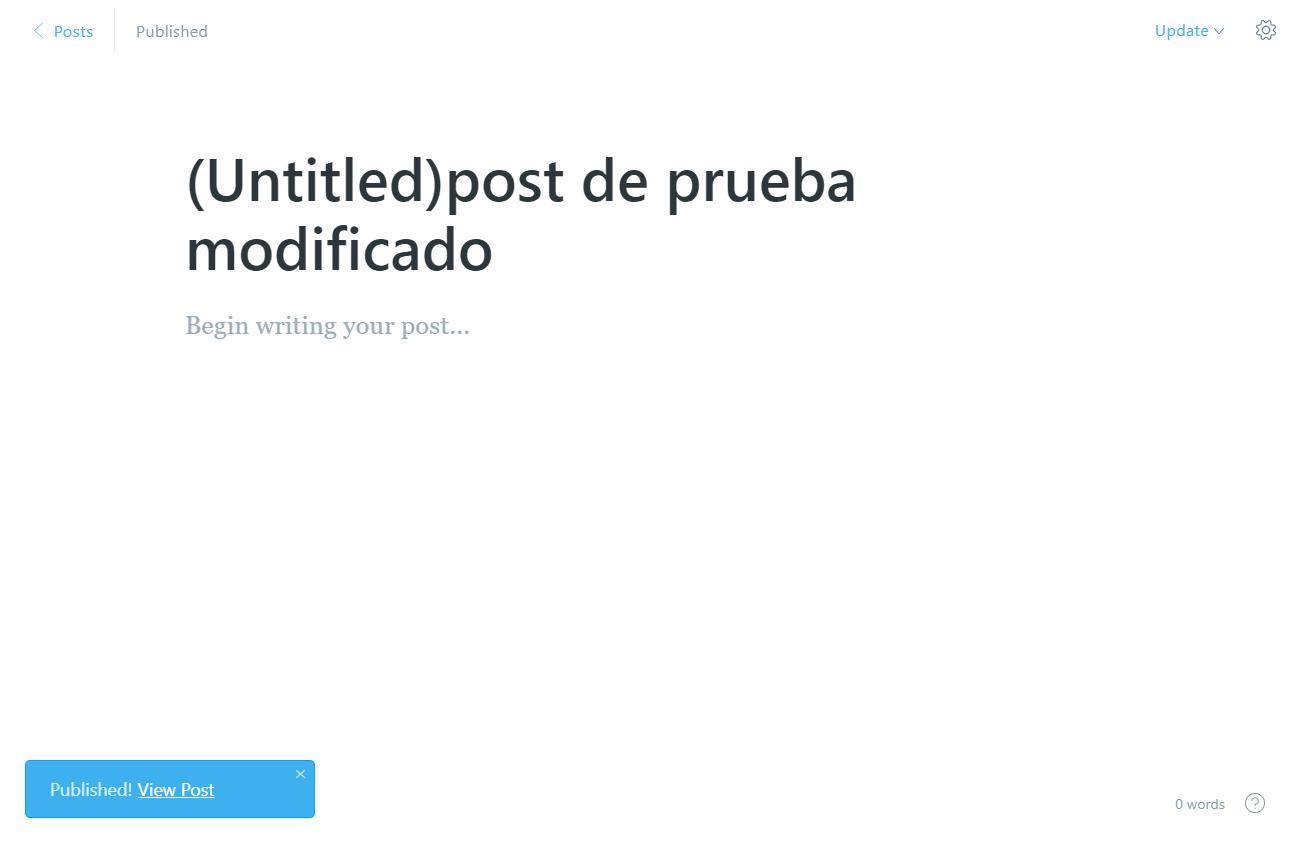 Posts
Published
Update
(Untitled)post de prueba
modificado
Begin writing your post...
Published! View Post
0 words
?